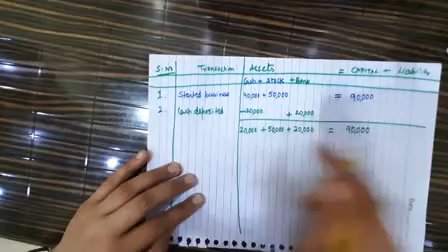 S.No Transaction Assets = CAPITAL + Liability
Cash + Stock + Bank
1. Started business 40,000 + 50,000 = 90,000
2. Cash deposited -20,000 + 20,000
20,000 + 50,000 + 20,000 = 90,000